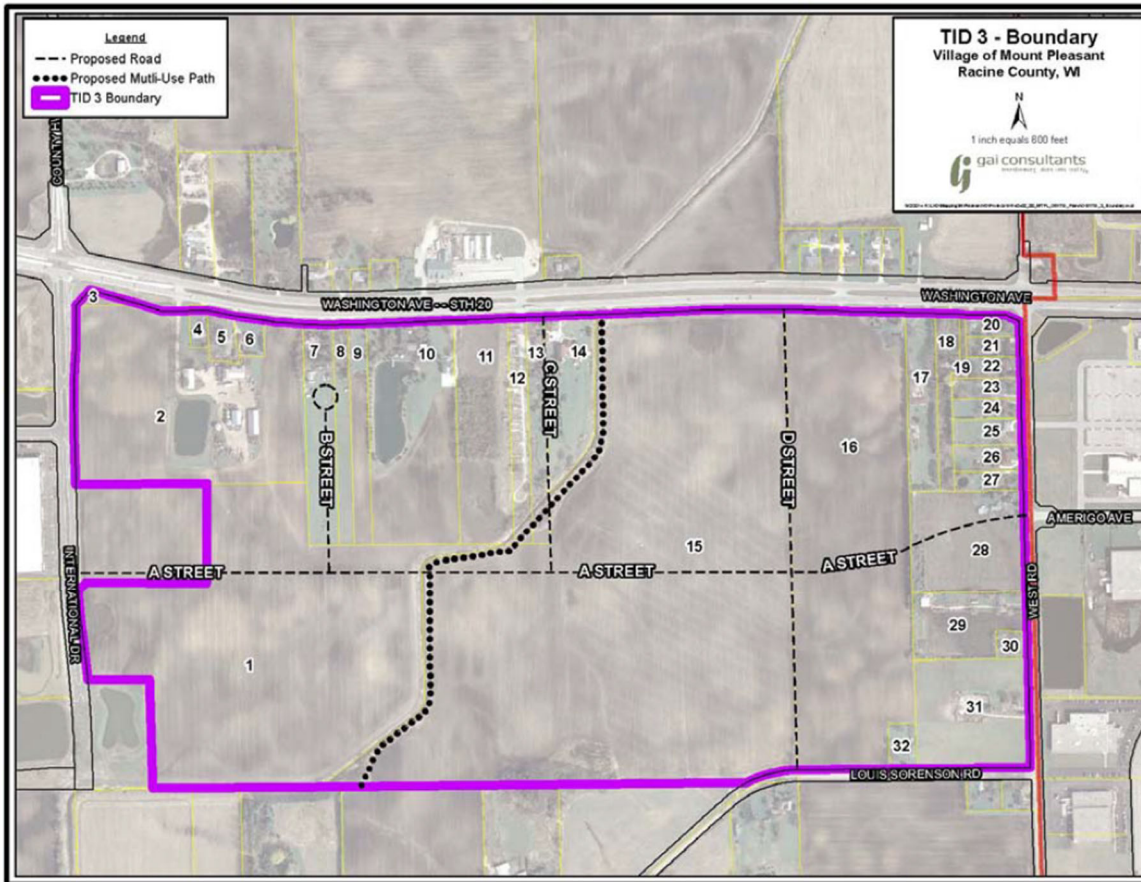 Legend
Proposed Road
Proposed Mutli-Use Path
TID 3 Boundary
TID 3 - Boundary
Village of Mount Pleasant
Racine County, WI
N
1 inch equals 600 feet
gai consultants
COUNTY H
WASHINGTON AVE - - STH 20
WASHINGTON AVE
3
4
5
6
7
8
9
10
11
12
13
14
C STREET
B STREET
D STREET
2
15
16
17
18
19
20
21
22
23
24
25
26
27
AMERIGO AVE
A STREET
A STREET
A STREET
28
INTERNATIONAL DR
WEST RD
1
29
30
31
32
LOUIS SORENSON RD